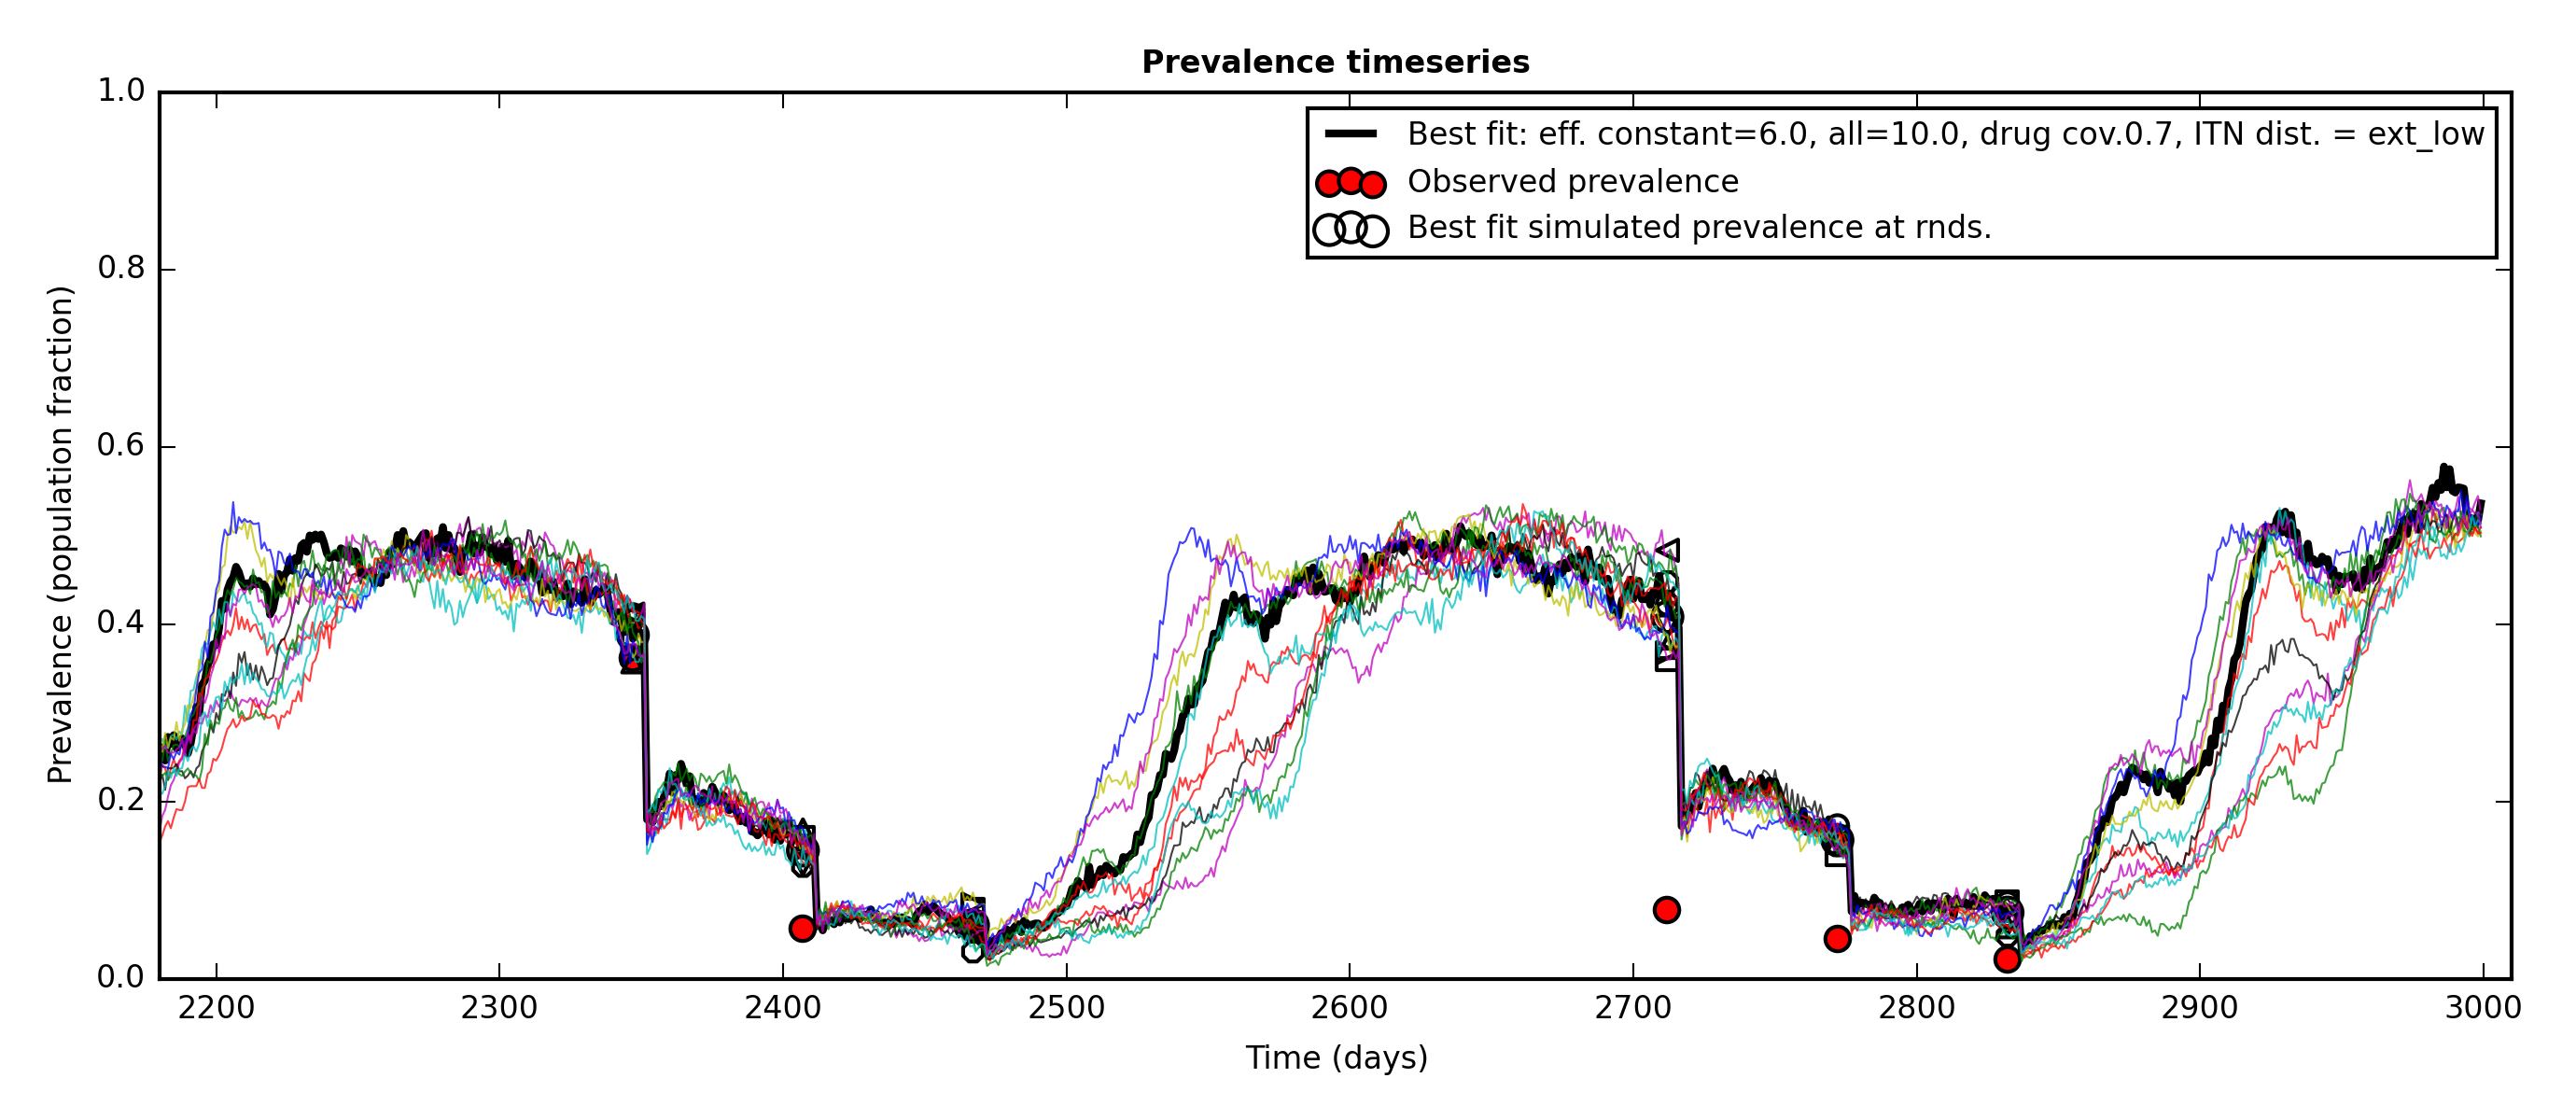 Prevalence timeseries
1.0
0.8
0.6
0.4
0.2
0.0
Prevalence (population fraction)
Best fit: eff. constant=6.0, all=10.0, drug cov.0.7, ITN dist. = ext_low
Observed prevalence
Best fit simulated prevalence at rnds.
2200 2300 2400 2500 2600 2700 2800 2900 3000
Time (days)